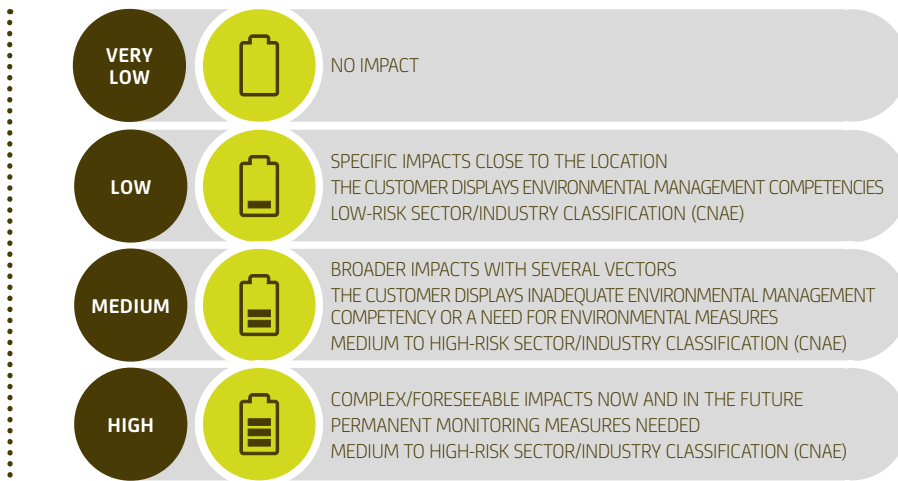 VERY
LOW
NO IMPACT
LOW
SPECIFIC IMPACTS CLOSE TO THE LOCATION
THE CUSTOMER DISPLAYS ENVIRONMENTAL MANAGEMENT COMPETENCIES
LOW-RISK SECTOR/INDUSTRY CLASSIFICATION (CNAE)
MEDIUM
BROADER IMPACTS WITH SEVERAL VECTORS
THE CUSTOMER DISPLAYS INADEQUATE ENVIRONMENTAL MANAGEMENT
COMPETENCY OR A NEED FOR ENVIRONMENTAL MEASURES
MEDIUM TO HIGH-RISK SECTOR/INDUSTRY CLASSIFICATION (CNAE)
HIGH
COMPLEX/FORESEEABLE IMPACTS NOW AND IN THE FUTURE
PERMANENT MONITORING MEASURES NEEDED
MEDIUM TO HIGH-RISK SECTOR/INDUSTRY CLASSIFICATION (CNAE)